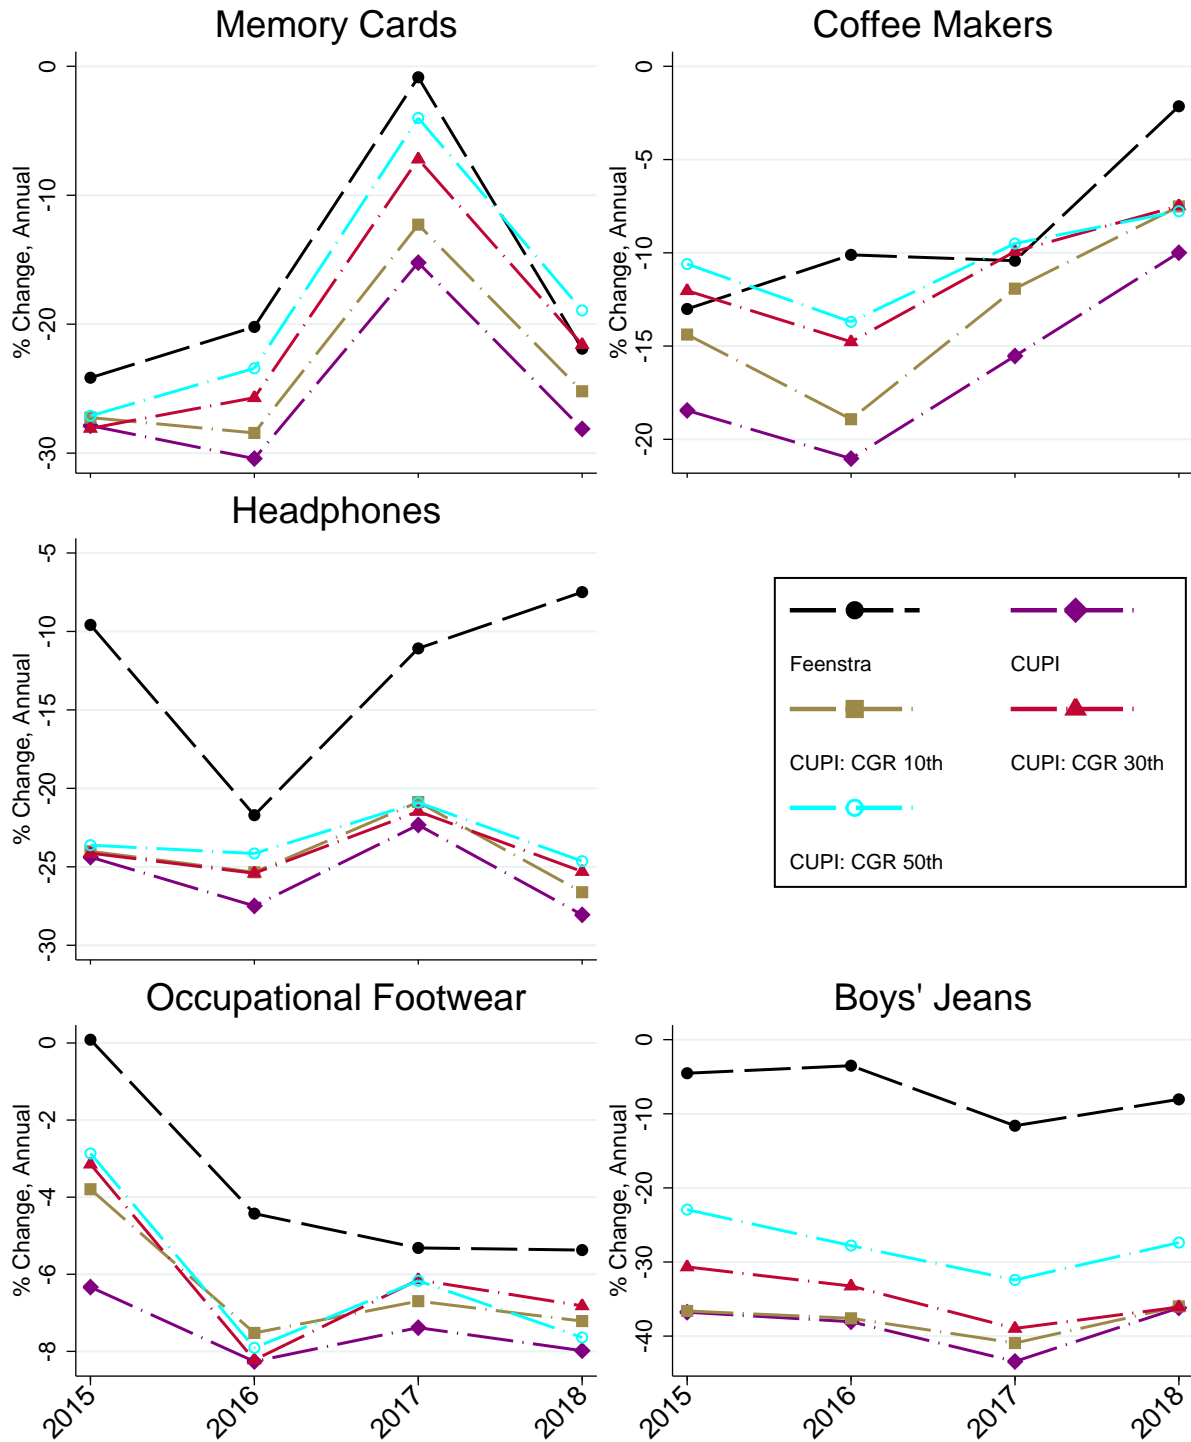 Memory Cards
% Change, Annual
0
-10
-20
-30
Coffee Makers
% Change, Annual
0
-5
-10
-15
-20
Headphones
% Change, Annual
-5
-10
-15
-20
-25
-30
Feenstra
CUPI
CUPI: CGR 10th
CUPI: CGR 30th
CUPI: CGR 50th
Occupational Footwear
% Change, Annual
0
-2
-4
-6
-8
2015
2016
2017
2018
Boys' Jeans
% Change, Annual
0
-10
-20
-30
-40
2015
2016
2017
2018